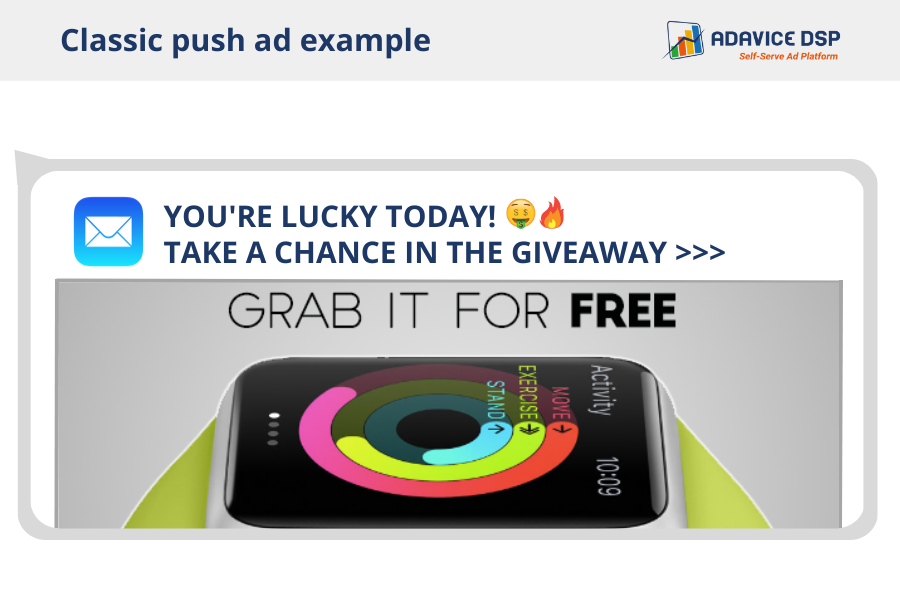 Classic push ad example
ADAVICE DSP
Self-Serve Ad Platform
YOU'RE LUCKY TODAY! 🤑🔥
TAKE A CHANCE IN THE GIVEAWAY >>>
GRAB IT FOR FREE
Activity
10:09
MOVE
EXERCISE
STAND